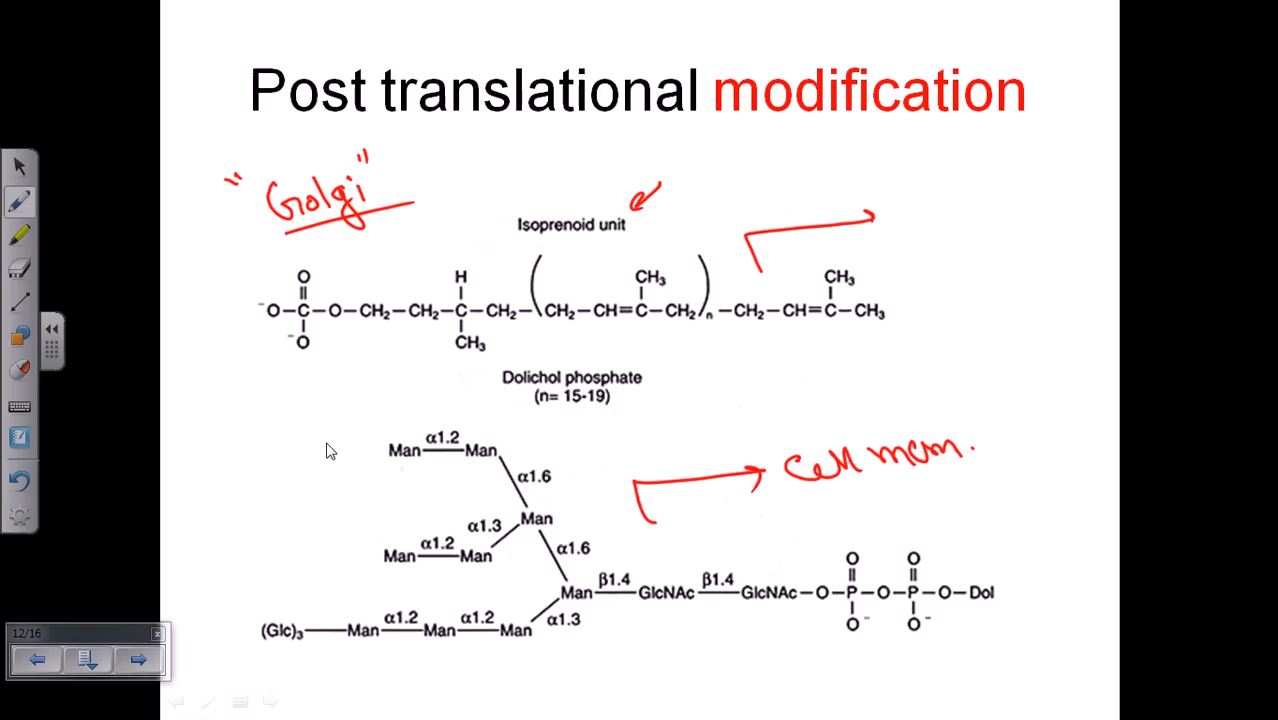 Post translational modification
"Golgi"
Isoprenoid unit
O H CH₃ CH₃
⁻O–C–O–CH₂–CH₂–C–CH₂–(CH₂–CH=C–CH₂)ₙ–CH₂–CH=C–CH₃
⁻O CH₃
Dolichol phosphate
(n= 15-19)
Man α1.2 Man
α1.6
cell mem.
α1.3 Man
Man α1.2 Man
α1.6
O O
Man β1.4 GlcNAc β1.4 GlcNAc–O–P–O–P–O–Dol
O⁻ O⁻
α1.3
(Glc)₃ Man α1.2 Man α1.2 Man
12/16